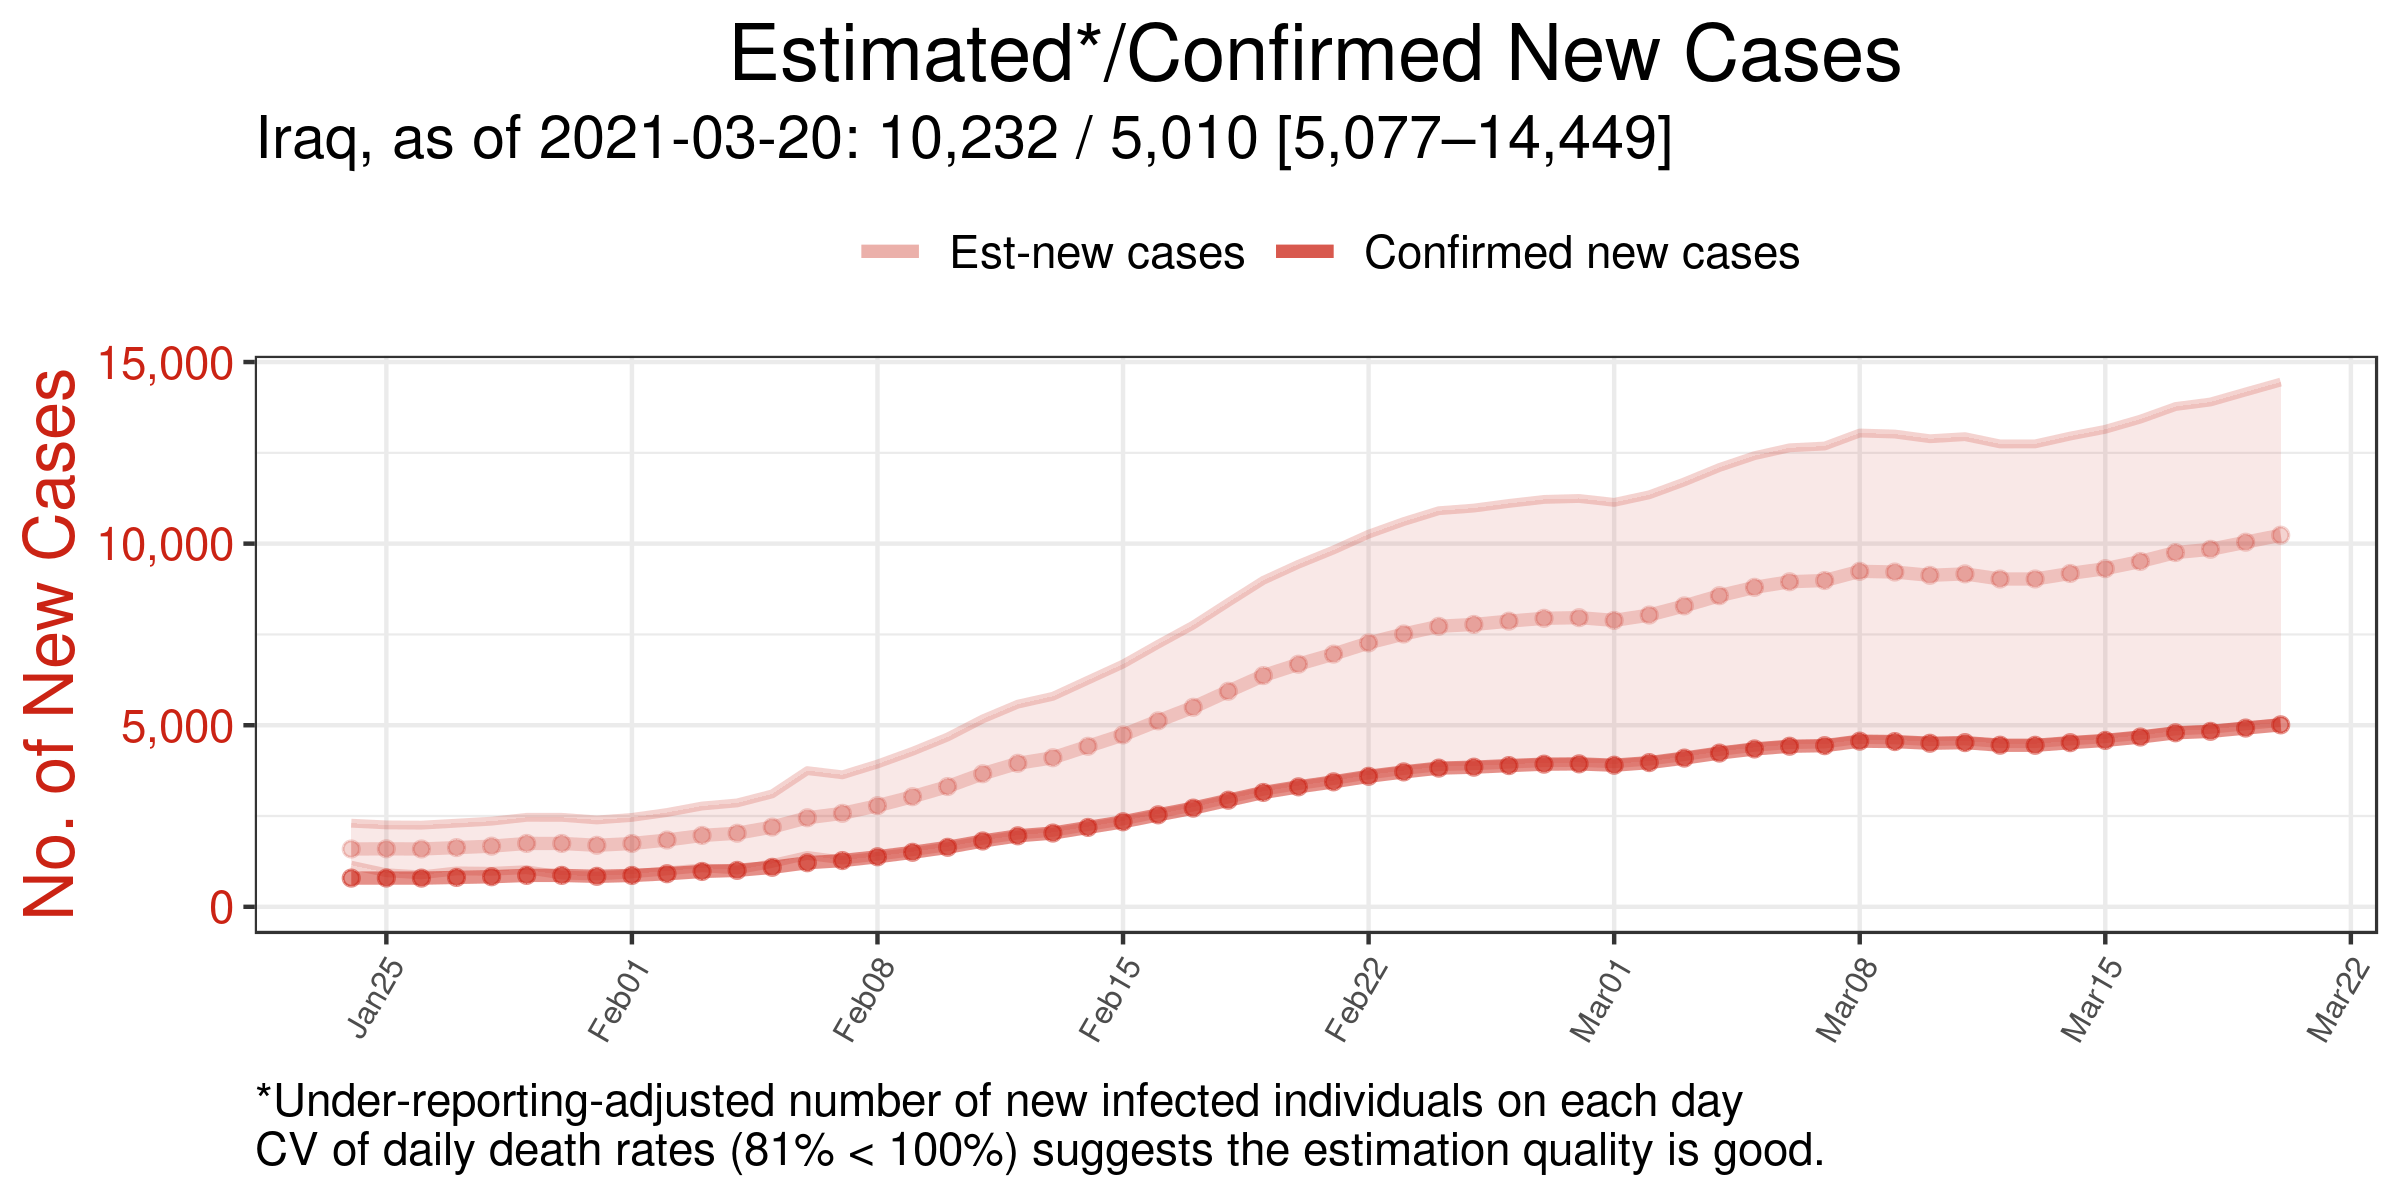 Estimated*/Confirmed New Cases
Iraq, as of 2021-03-20: 10,232 / 5,010 [5,077–14,449]
Est-new cases
Confirmed new cases
No. of New Cases
15,000
10,000
5,000
0
Jan25
Feb01
Feb08
Feb15
Feb22
Mar01
Mar08
Mar15
Mar22
*Under-reporting-adjusted number of new infected individuals on each day
CV of daily death rates (81% < 100%) suggests the estimation quality is good.